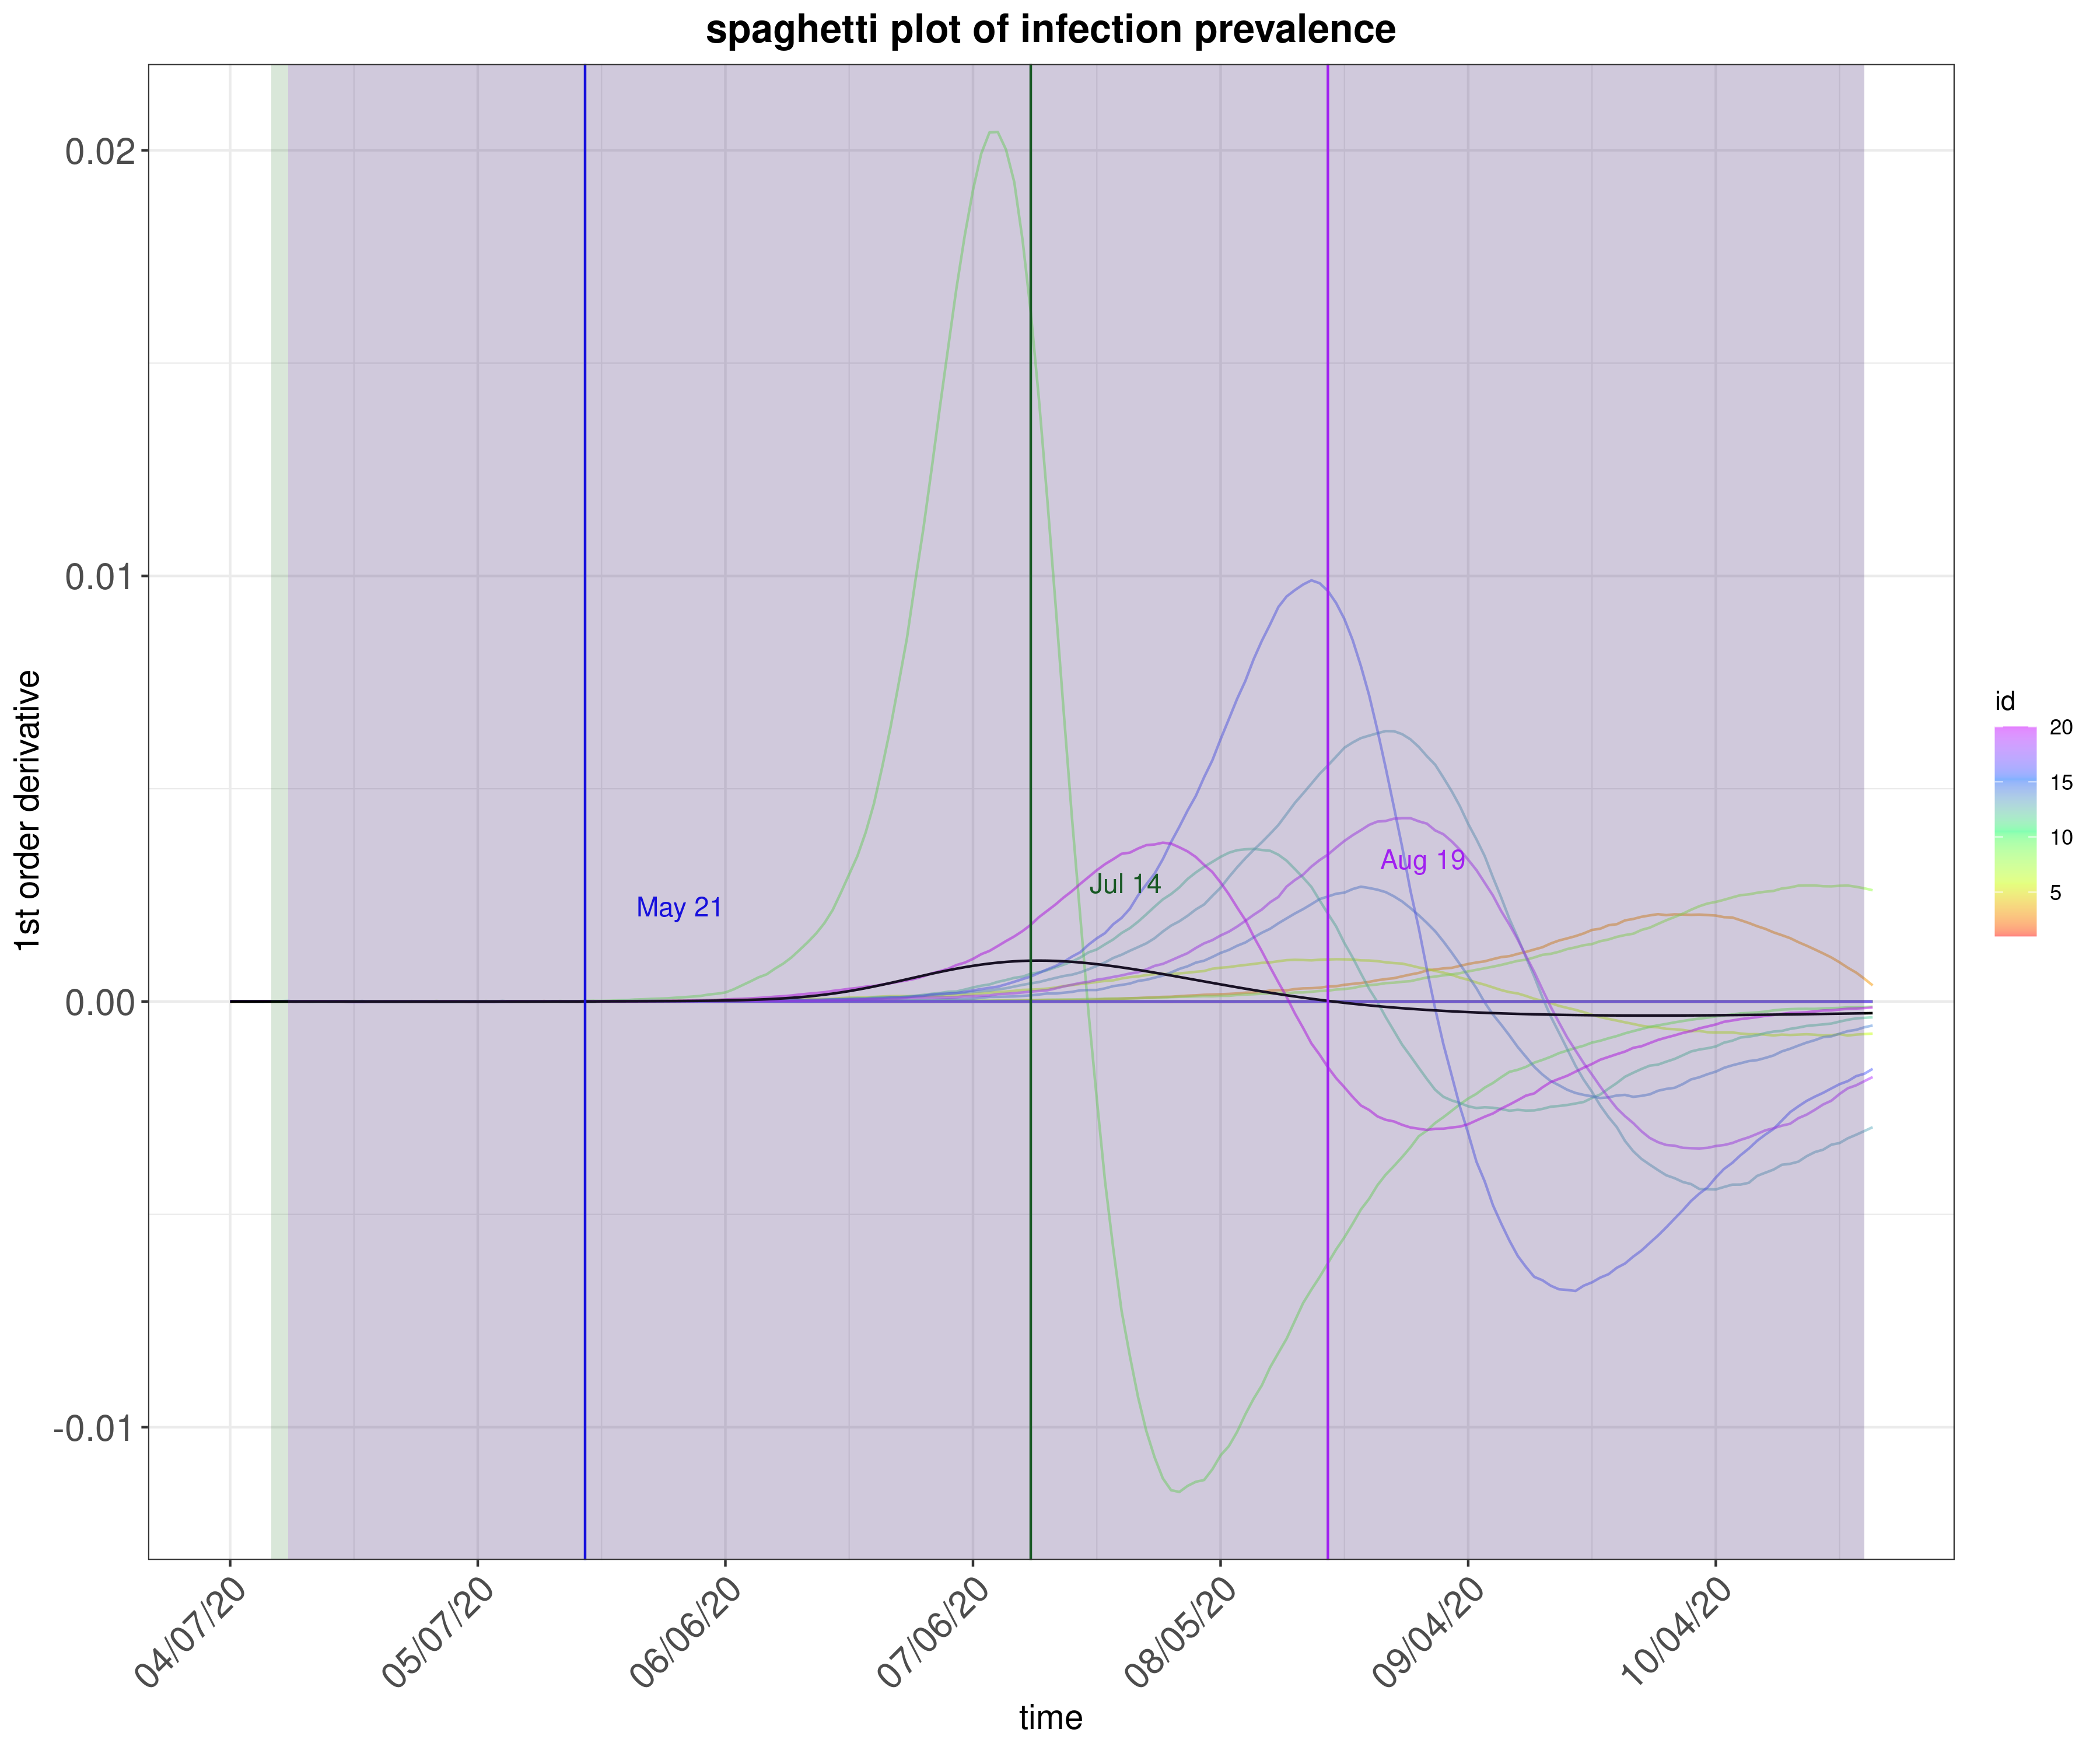 spaghetti plot of infection prevalence
0.02
0.01
0.00
-0.01
1st order derivative
May 21
Jul 14
Aug 19
04/07/20
05/07/20
06/06/20
07/06/20
08/05/20
09/04/20
10/04/20
time
id
20
15
10
5